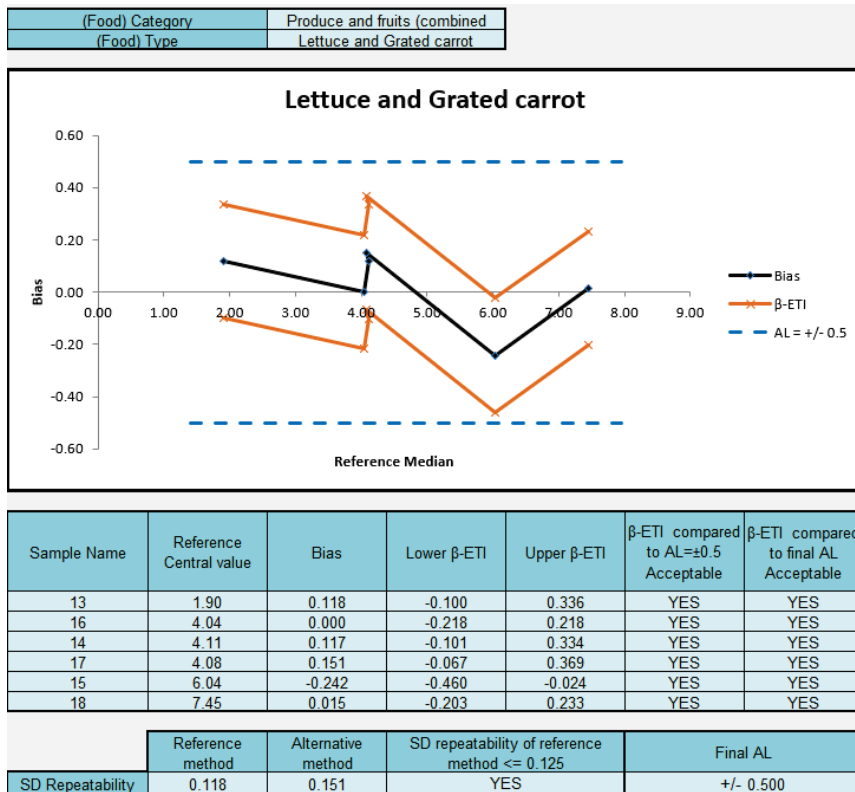 (Food) Category Produce and fruits (combined
(Food) Type Lettuce and Grated carrot
Lettuce and Grated carrot
0.60
0.40
0.20
0.00
-0.20
-0.40
-0.60
0.00 1.00 2.00 3.00 4.00 5.00 6.00 7.00 8.00 9.00
Bias
Reference Median
Bias
β-ETI
AL = +/- 0.5
Sample Name Reference Central value Bias Lower β-ETI Upper β-ETI β-ETI compared to AL=±0.5 Acceptable β-ETI compared to final AL Acceptable
13 1.90 0.118 -0.100 0.336 YES YES
16 4.04 0.000 -0.218 0.218 YES YES
14 4.11 0.117 -0.101 0.334 YES YES
17 4.08 0.151 -0.067 0.369 YES YES
15 6.04 -0.242 -0.460 -0.024 YES YES
18 7.45 0.015 -0.203 0.233 YES YES
Reference method Alternative method SD repeatability of reference method <= 0.125 Final AL
SD Repeatability 0.118 0.151 YES +/- 0.500